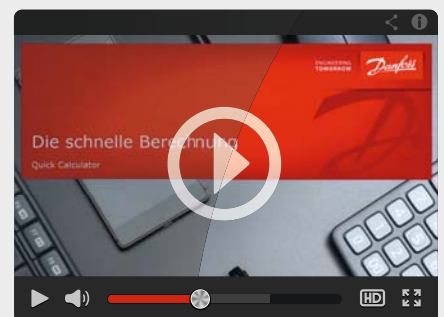 ENGINEERING
TOMORROW
Danfoss
Die schnelle Berechnung
Quick Calculator
HD